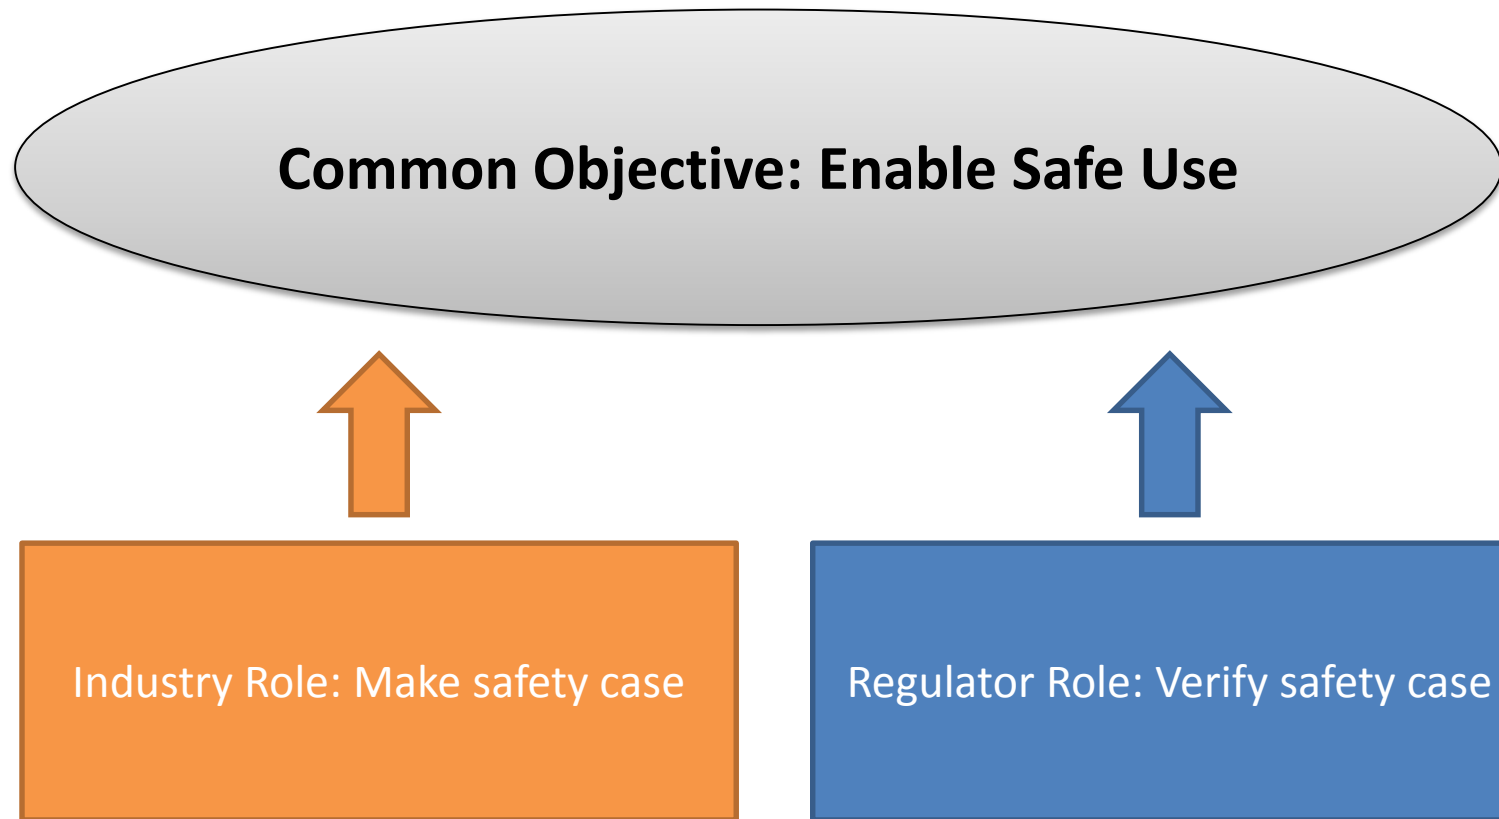 Common Objective: Enable Safe Use
Industry Role: Make safety case
Regulator Role: Verify safety case